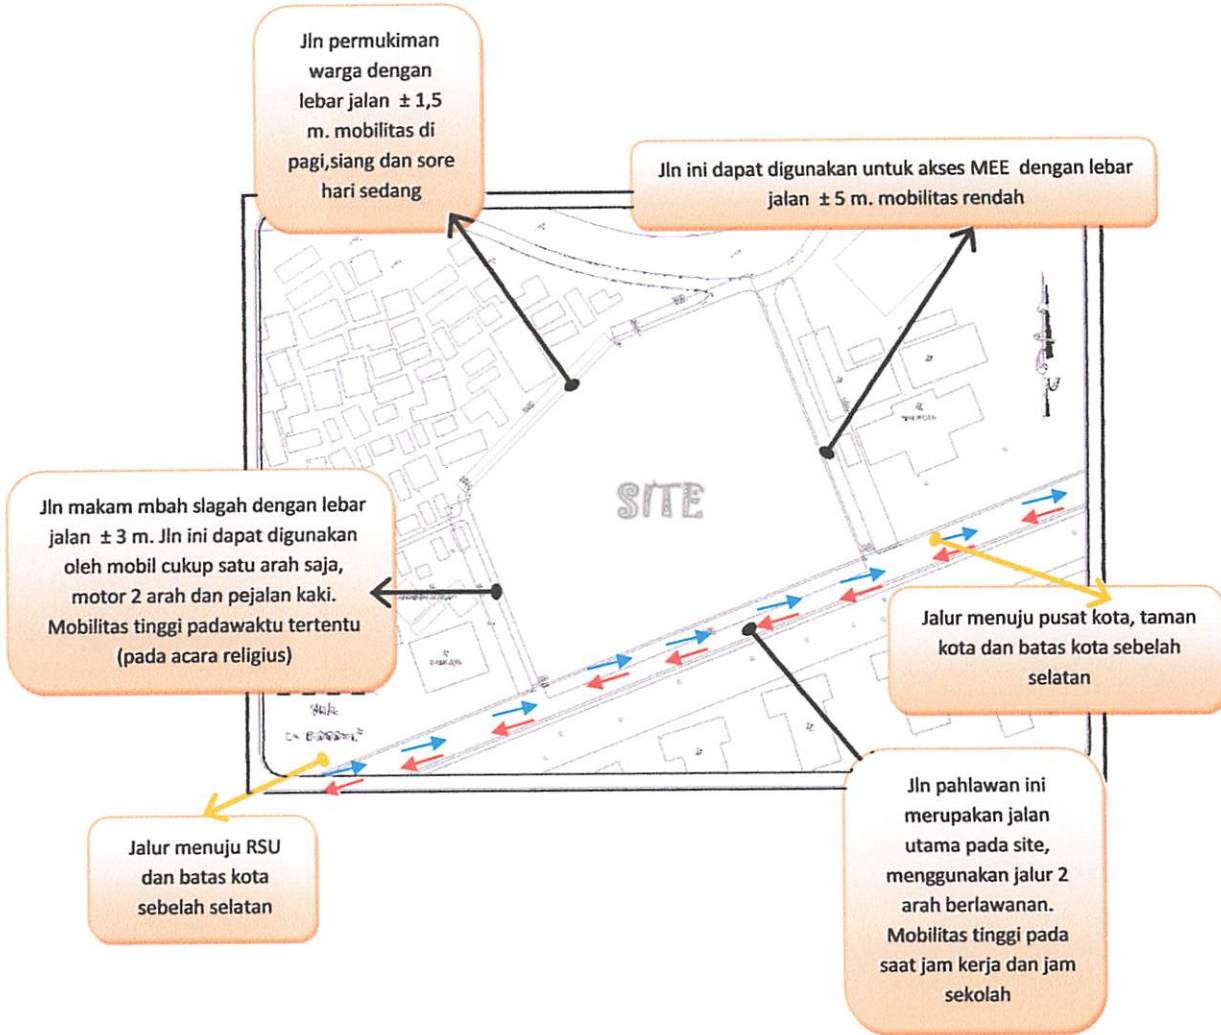 Jln permukiman
warga dengan
lebar jalan ± 1,5
m. mobilitas di
pagi,siang dan sore
hari sedang
Jln ini dapat digunakan untuk akses MEE dengan lebar
jalan ± 5 m. mobilitas rendah
SITE
Jln makam mbah slagah dengan lebar
jalan ± 3 m. Jln ini dapat digunakan
oleh mobil cukup satu arah saja,
motor 2 arah dan pejalan kaki.
Mobilitas tinggi padawaktu tertentu
(pada acara religius)
Jalur menuju pusat kota, taman
kota dan batas kota sebelah
selatan
Jalur menuju RSU
dan batas kota
sebelah selatan
Jln pahlawan ini
merupakan jalan
utama pada site,
menggunakan jalur 2
arah berlawanan.
Mobilitas tinggi pada
saat jam kerja dan jam
sekolah